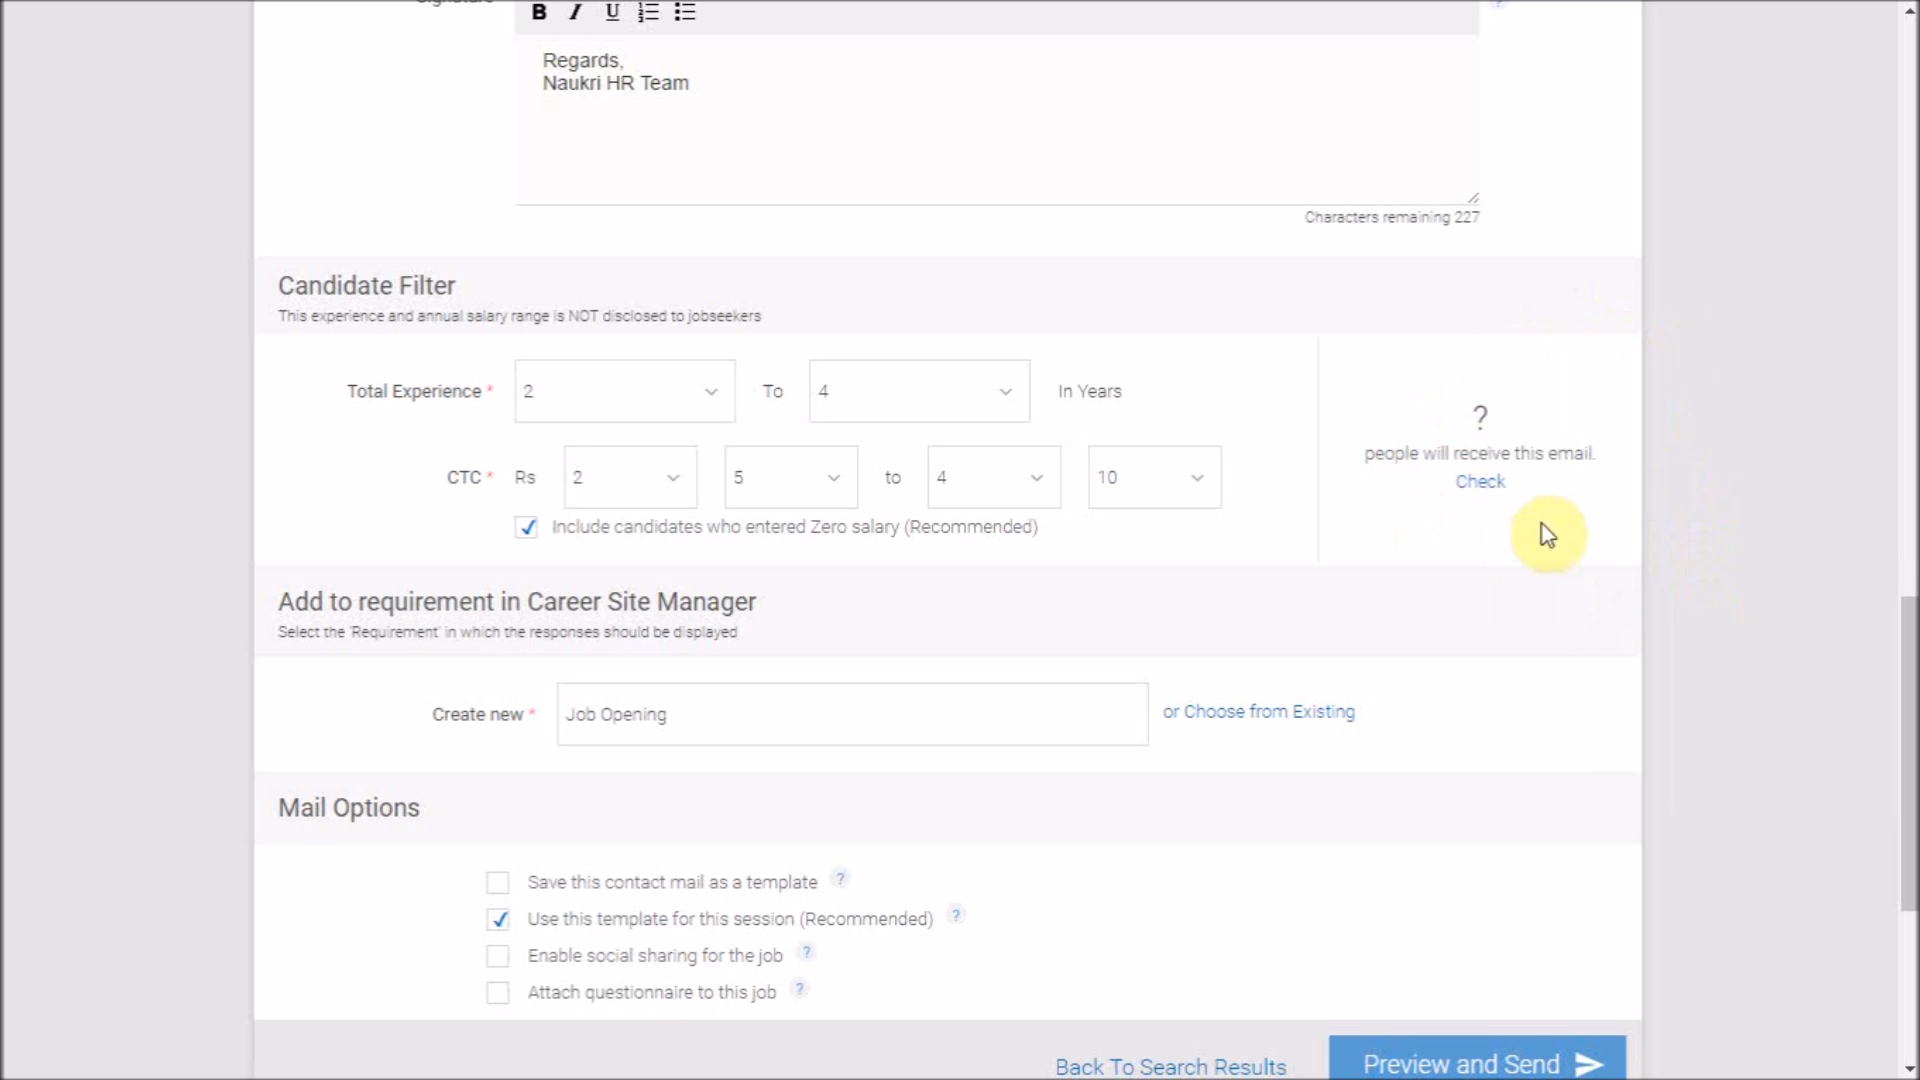 B I U
Regards,
Naukri HR Team
Characters remaining 227
Candidate Filter
This experience and annual salary range is NOT disclosed to jobseekers
Total Experience * 2 To 4 In Years
?
people will receive this email.
Check
CTC * Rs 2 5 to 4 10
Include candidates who entered Zero salary (Recommended)
Add to requirement in Career Site Manager
Select the 'Requirement' in which the responses should be displayed
Create new * Job Opening or Choose from Existing
Mail Options
Save this contact mail as a template ?
Use this template for this session (Recommended) ?
Enable social sharing for the job ?
Attach questionnaire to this job ?
Back To Search Results Preview and Send